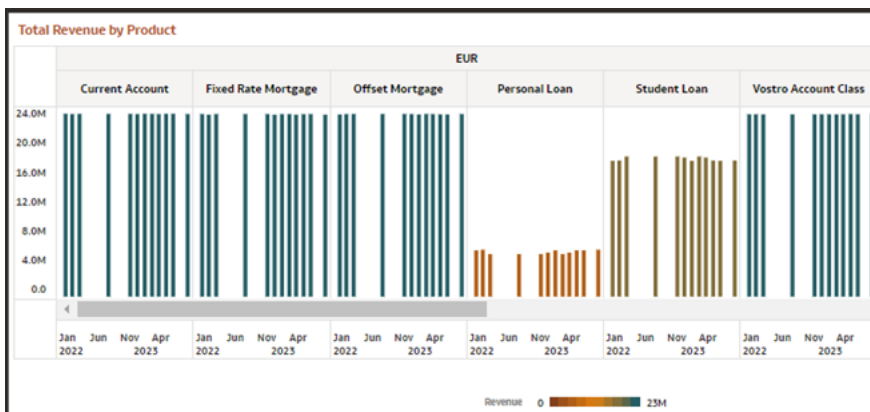 Total Revenue by Product
EUR
Current Account Fixed Rate Mortgage Offset Mortgage Personal Loan Student Loan Vostro Account Class
24.0M
20.0M
16.0M
12.0M
8.0M
4.0M
0.0
Jan Jun Nov Apr Jan Jun Nov Apr Jan Jun Nov Apr Jan Jun Nov Apr Jan Jun Nov Apr Jan Jun Nov Apr
2022 2023 2022 2023 2022 2023 2022 2023 2022 2023 2022 2023
Revenue 0 23M